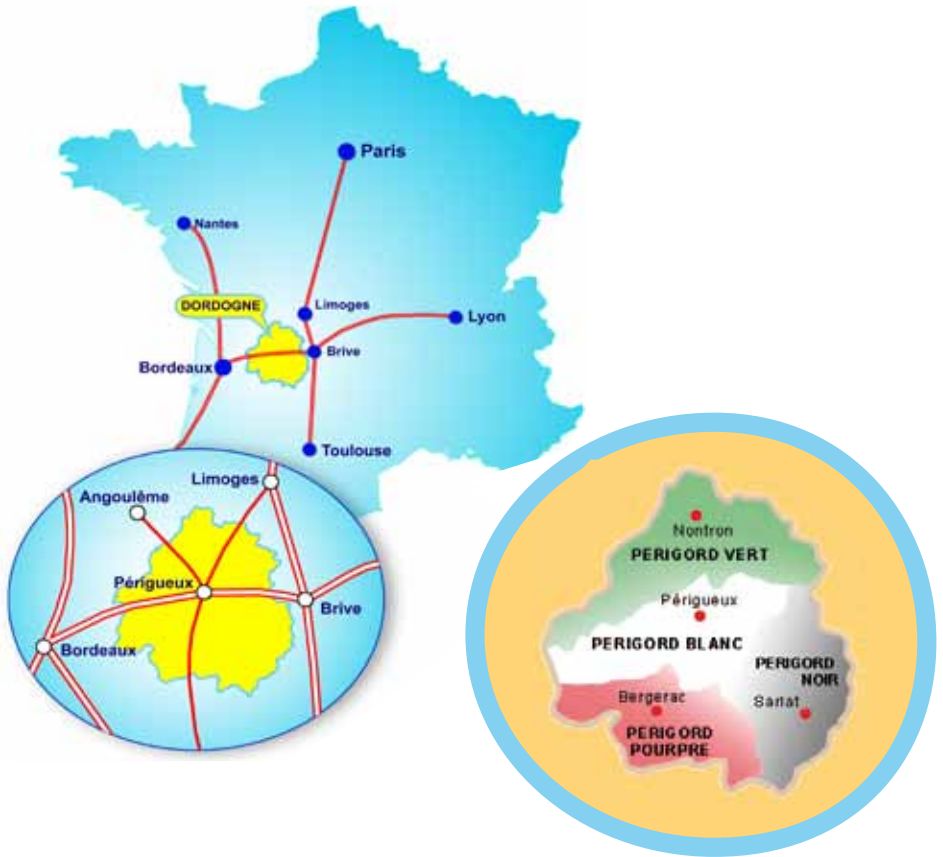 Paris
Nantes
DORDOGNE
Limoges
Lyon
Brive
Bordeaux
Toulouse
Limoges
Angoulême
Périgueux
Brive
Bordeaux
Nontron
PERIGORD VERT
Périgueux
PERIGORD BLANC
PERIGORD
NOIR
Bergerac
Sarlat
PERIGORD
POURPRE